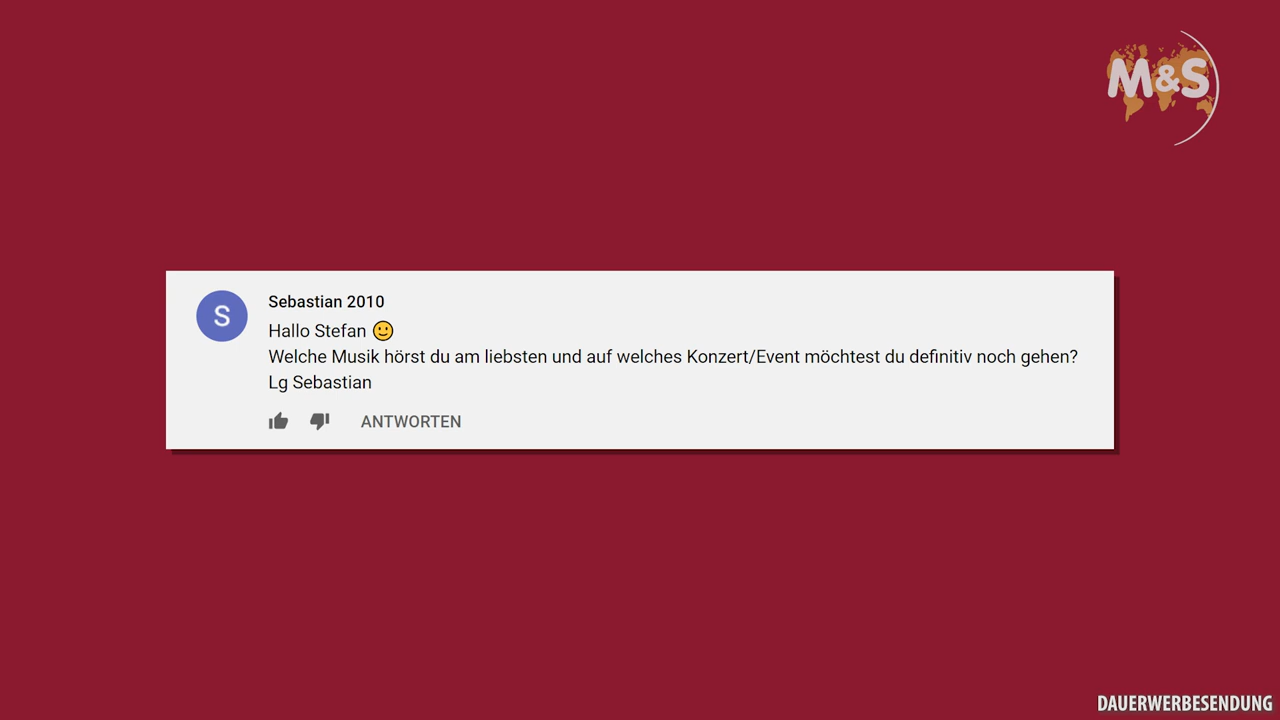 M&S
S
Sebastian 2010
Hallo Stefan 🙂
Welche Musik hörst du am liebsten und auf welches Konzert/Event möchtest du definitiv noch gehen?
Lg Sebastian
ANTWORTEN
DAUERWERBESENDUNG